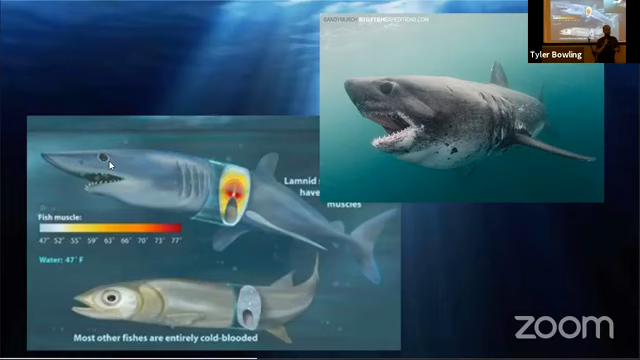 Tyler Bowling
Lamnid
have
muscles
Fish muscle:
47° 52° 55° 59° 63° 66° 70° 73° 77°
Water: 47° F
Most other fishes are entirely cold-blooded
zoom